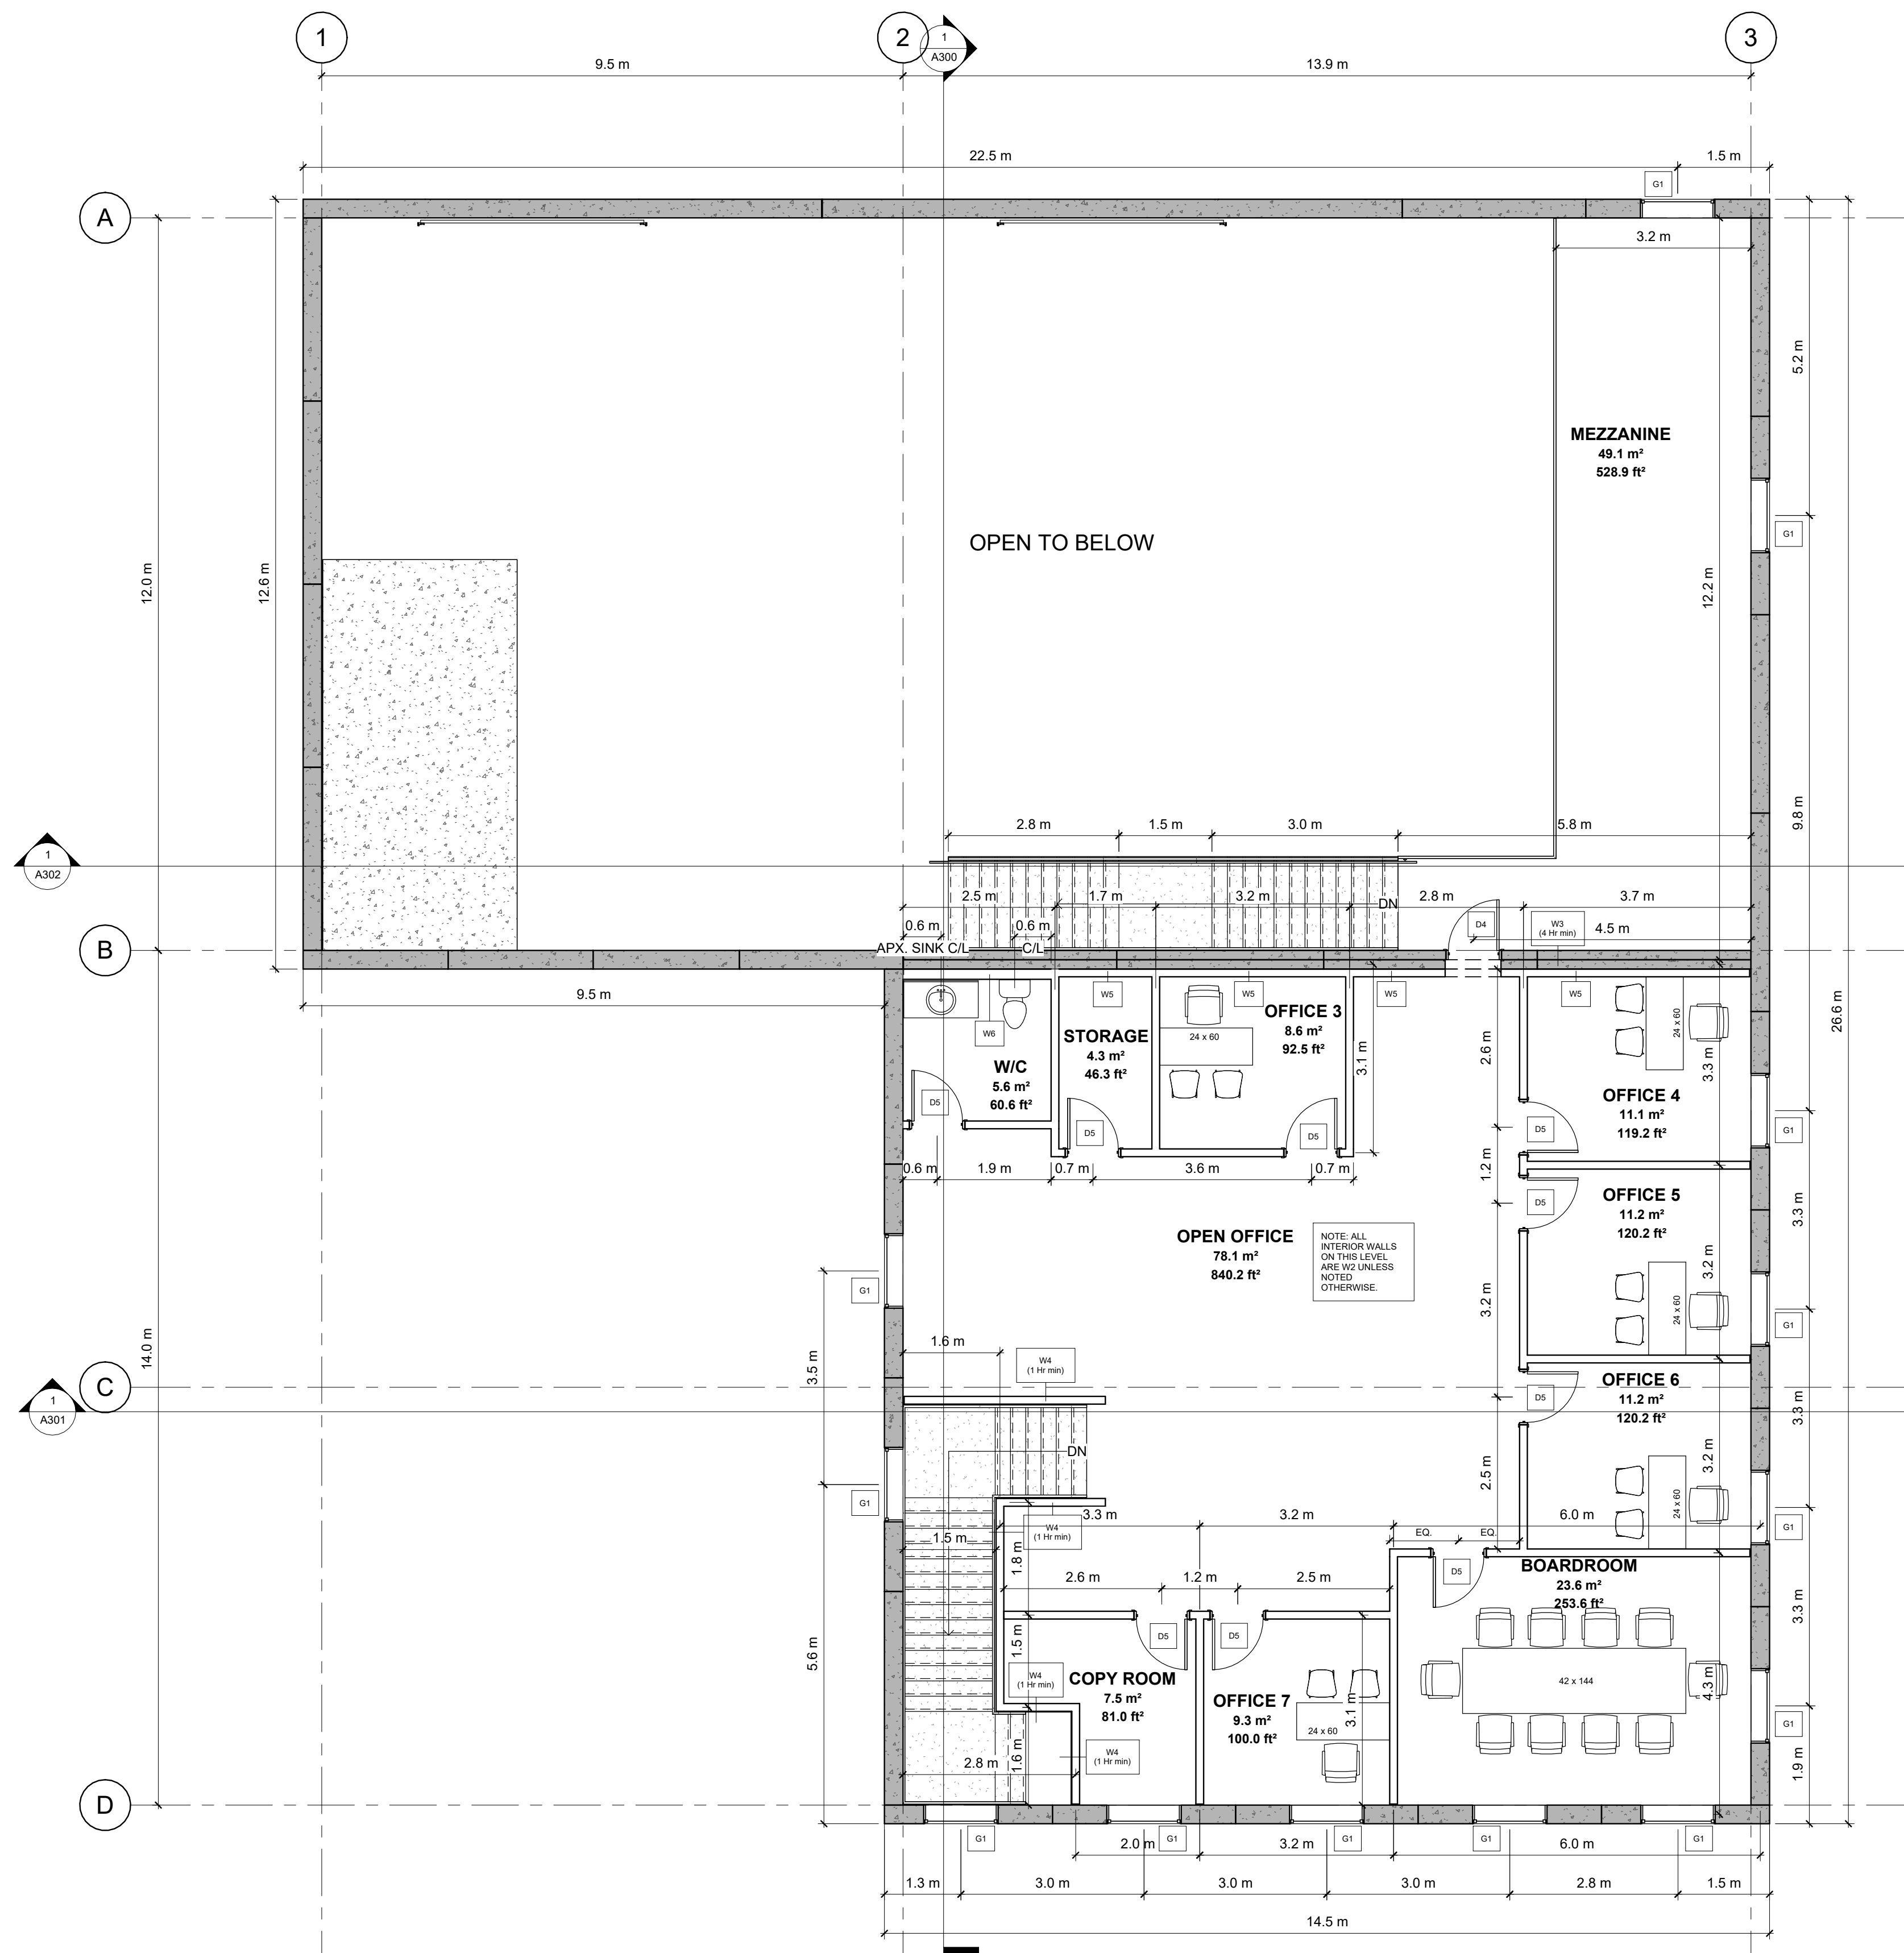 1
2
1
A300
3
9.5 m
13.9 m
22.5 m
1.5 m
G1
A
3.2 m
5.2 m
MEZZANINE
49.1 m²
528.9 ft²
OPEN TO BELOW
G1
12.0 m
12.6 m
12.2 m
9.8 m
2.8 m
1.5 m
3.0 m
5.8 m
1
A302
2.5 m
1.7 m
3.2 m
DN
2.8 m
3.7 m
0.6 m
0.6 m
D4
W3
(4 Hr min)
4.5 m
B
APX. SINK C/L
C/L
9.5 m
W5
W5
W5
W5
26.6 m
W6
STORAGE
4.3 m²
46.3 ft²
24 x 60
OFFICE 3
8.6 m²
92.5 ft²
3.1 m
2.6 m
24 x 60
3.3 m
W/C
5.6 m²
60.6 ft²
D5
D5
D5
D5
OFFICE 4
11.1 m²
119.2 ft²
G1
0.6 m
1.9 m
0.7 m
3.6 m
0.7 m
1.2 m
D5
OFFICE 5
11.2 m²
120.2 ft²
3.3 m
OPEN OFFICE
78.1 m²
840.2 ft²
NOTE: ALL
INTERIOR WALLS
ON THIS LEVEL
ARE W2 UNLESS
NOTED
OTHERWISE.
3.2 m
3.2 m
24 x 60
G1
G1
14.0 m
3.5 m
1.6 m
W4
(1 Hr min)
C
1
A301
D5
OFFICE 6
11.2 m²
120.2 ft²
3.3 m
DN
2.5 m
3.2 m
24 x 60
G1
G1
W4
(1 Hr min)
3.3 m
3.2 m
6.0 m
EQ.
EQ.
1.5 m
1.8 m
D5
BOARDROOM
23.6 m²
253.6 ft²
2.6 m
1.2 m
2.5 m
3.3 m
5.6 m
1.5 m
D5
D5
W4
(1 Hr min)
COPY ROOM
7.5 m²
81.0 ft²
OFFICE 7
9.3 m²
100.0 ft²
24 x 60
3.1 m
42 x 144
4.3 m
G1
W4
(1 Hr min)
2.8 m
1.6 m
1.9 m
D
G1
G1
G1
G1
G1
2.0 m
3.2 m
6.0 m
1.3 m
3.0 m
3.0 m
3.0 m
2.8 m
1.5 m
14.5 m